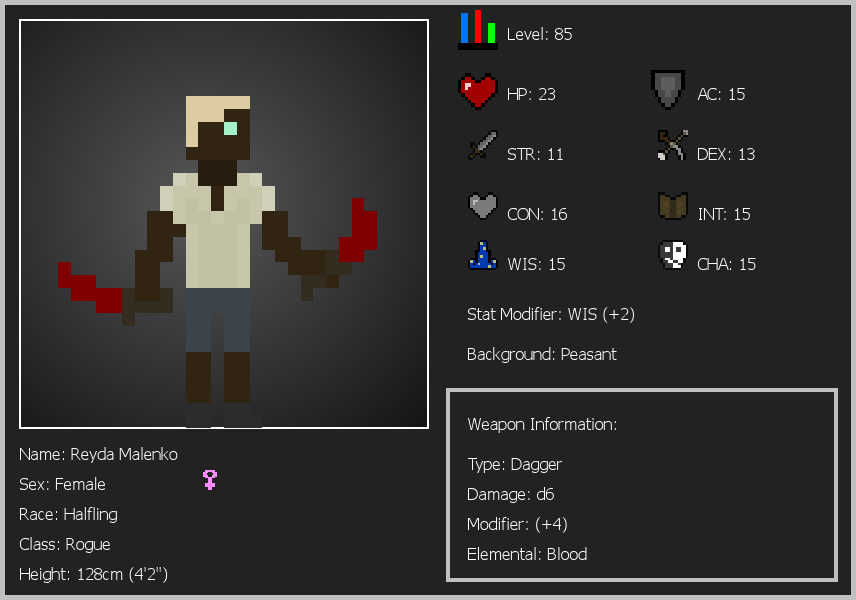 Level: 85
HP: 23
AC: 15
STR: 11
DEX: 13
CON: 16
INT: 15
WIS: 15
CHA: 15
Stat Modifier: WIS (+2)
Background: Peasant
Weapon Information:
Type: Dagger
Damage: d6
Modifier: (+4)
Elemental: Blood
Name: Reyda Malenko
Sex: Female
Race: Halfling
Class: Rogue
Height: 128cm (4'2")